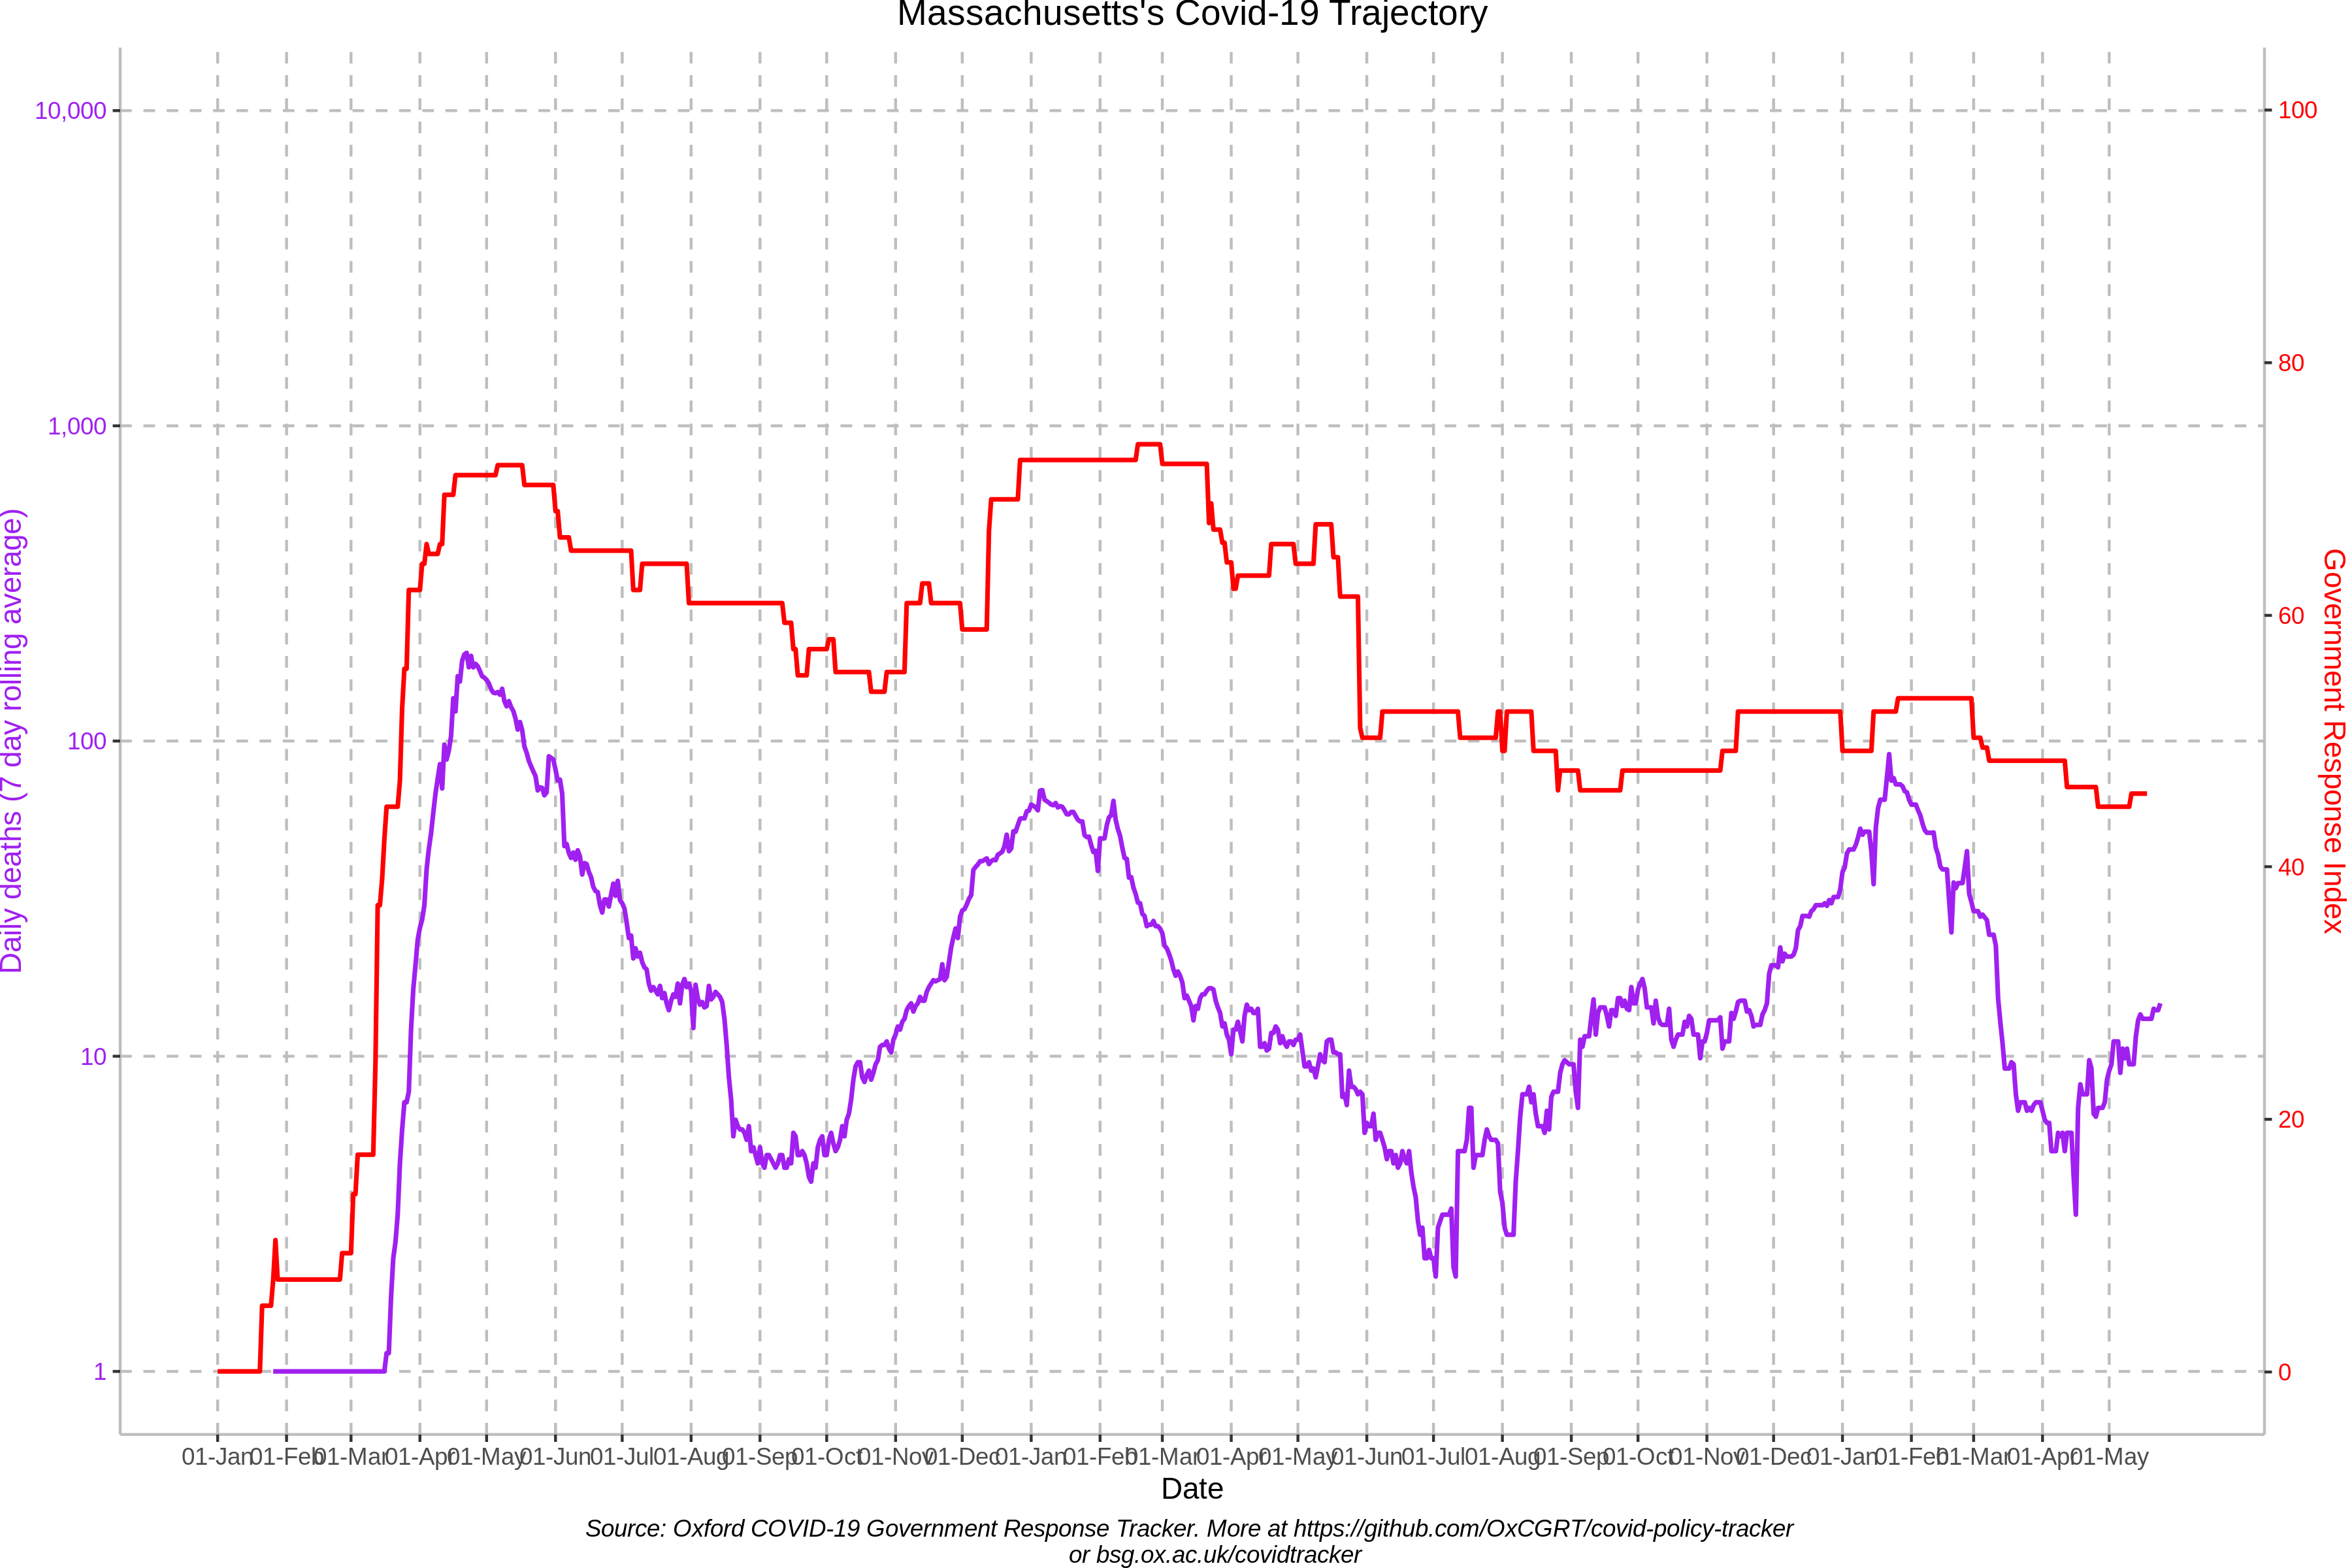 Massachusetts's Covid-19 Trajectory
10,000
1,000
100
10
1
Daily deaths (7 day rolling average)
100
80
60
40
20
0
Government Response Index
01-Jan 01-Feb 01-Mar 01-Apr 01-May 01-Jun 01-Jul 01-Aug 01-Sep 01-Oct 01-Nov 01-Dec 01-Jan 01-Feb 01-Mar 01-Apr 01-May 01-Jun 01-Jul 01-Aug 01-Sep 01-Oct 01-Nov 01-Dec 01-Jan 01-Feb 01-Mar 01-Apr 01-May
Date
Source: Oxford COVID-19 Government Response Tracker. More at https://github.com/OxCGRT/covid-policy-tracker
or bsg.ox.ac.uk/covidtracker